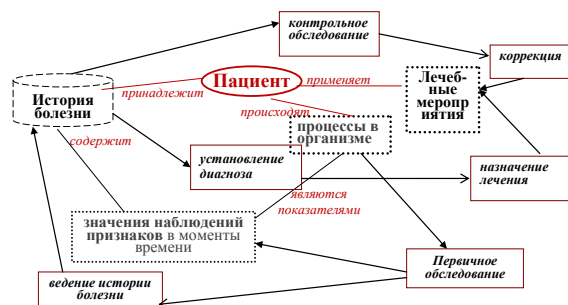 контрольное
обследование
коррекция
Пациент
применяет
принадлежит
История
болезни
Лечеб-
ные мероп
риятия
происходят
процессы в
организме
содержит
установление
диагноза
назначение
лечения
являются
показателями
значения наблюдений
признаков в моменты
времени
Первичное
обследование
ведение истории
болезни